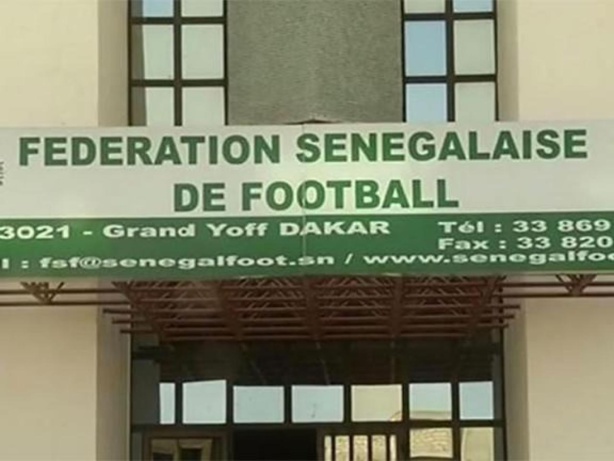 FEDERATION SENEGALAISE
DE FOOTBALL
3021 - Grand Yoff DAKAR Tél : 33 869
Fax : 33 820
l : fsf@senegalfoot.sn / www.senegalfoo